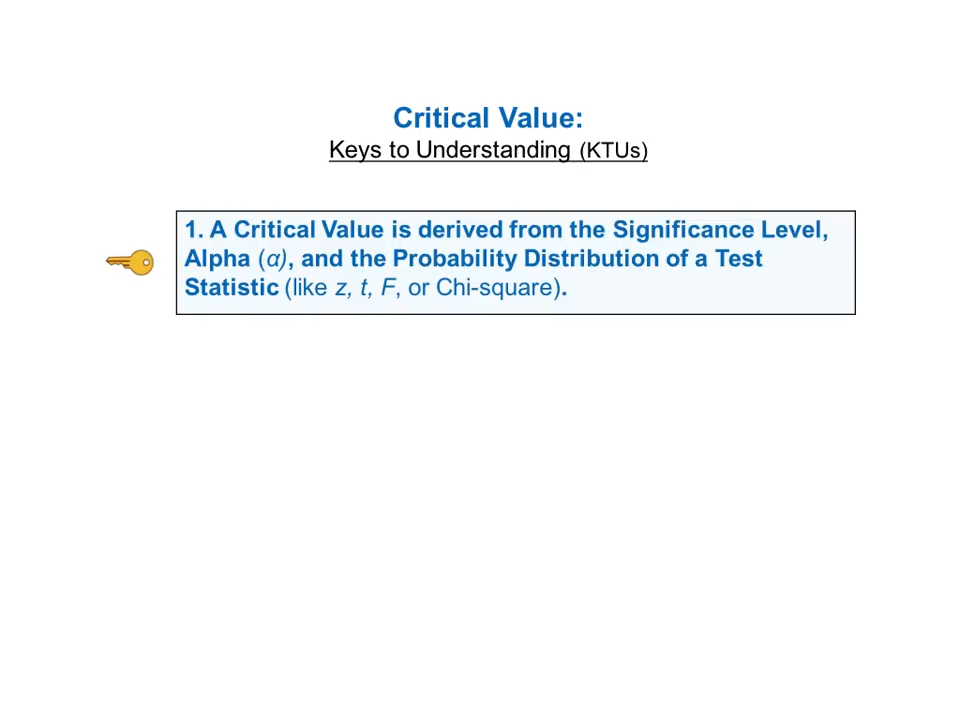 Critical Value:
Keys to Understanding (KTUs)
1. A Critical Value is derived from the Significance Level,
Alpha (α), and the Probability Distribution of a Test
Statistic (like z, t, F, or Chi-square).